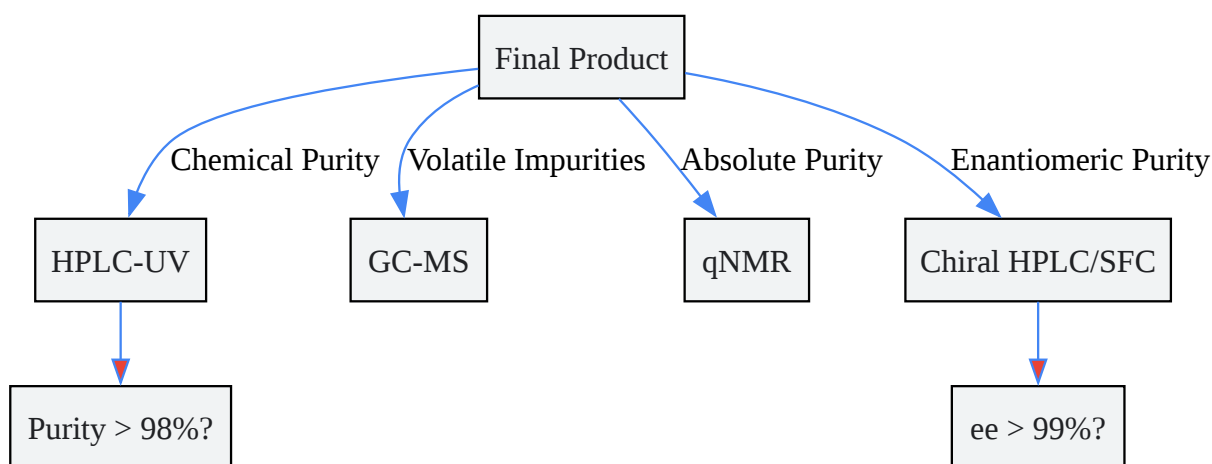 Final Product
Chemical Purity
Volatile Impurities
Absolute Purity
Enantiomeric Purity
HPLC-UV
GC-MS
qNMR
Chiral HPLC/SFC
Purity > 98%?
ee > 99%?